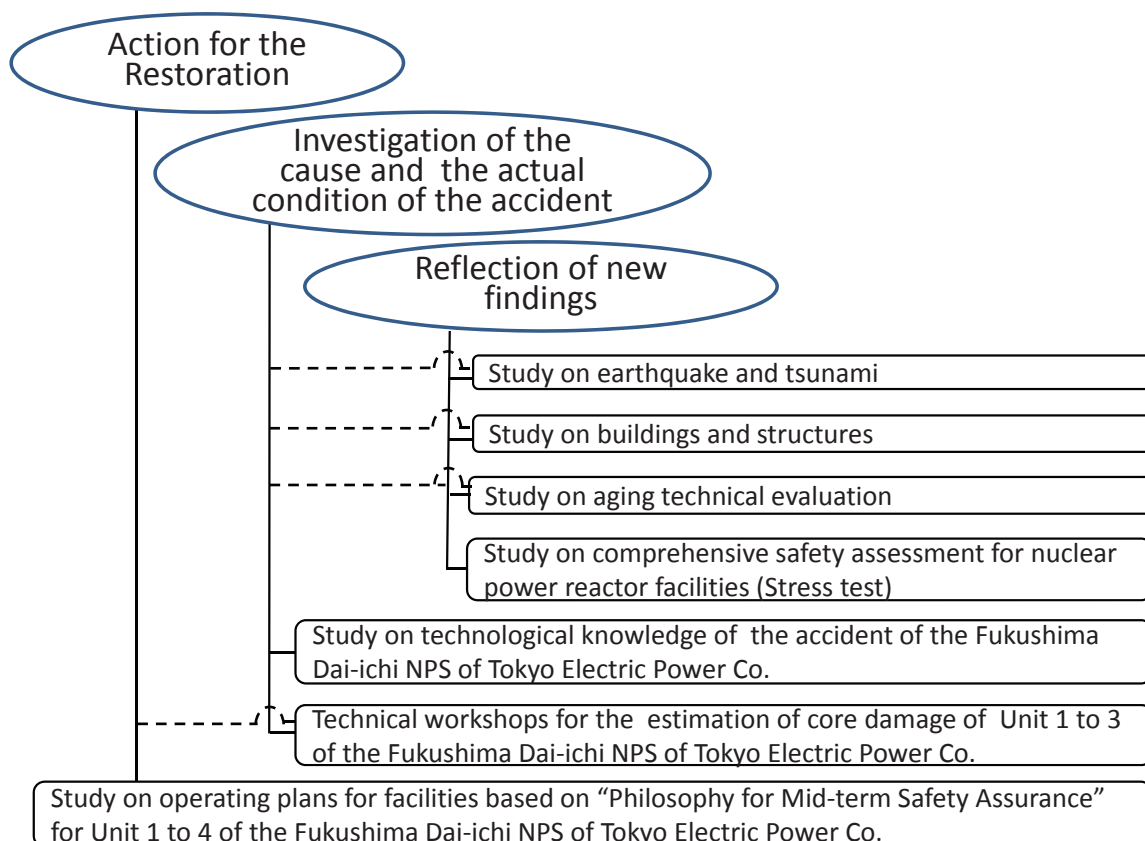 Action for the
Restoration
Investigation of the
cause and the actual
condition of the accident
Reflection of new
findings
Study on earthquake and tsunami
Study on buildings and structures
Study on aging technical evaluation
Study on comprehensive safety assessment for nuclear
power reactor facilities (Stress test)
Study on technological knowledge of the accident of the Fukushima
Dai-ichi NPS of Tokyo Electric Power Co.
Technical workshops for the estimation of core damage of Unit 1 to 3
of the Fukushima Dai-ichi NPS of Tokyo Electric Power Co.
Study on operating plans for facilities based on “Philosophy for Mid-term Safety Assurance”
for Unit 1 to 4 of the Fukushima Dai-ichi NPS of Tokyo Electric Power Co.